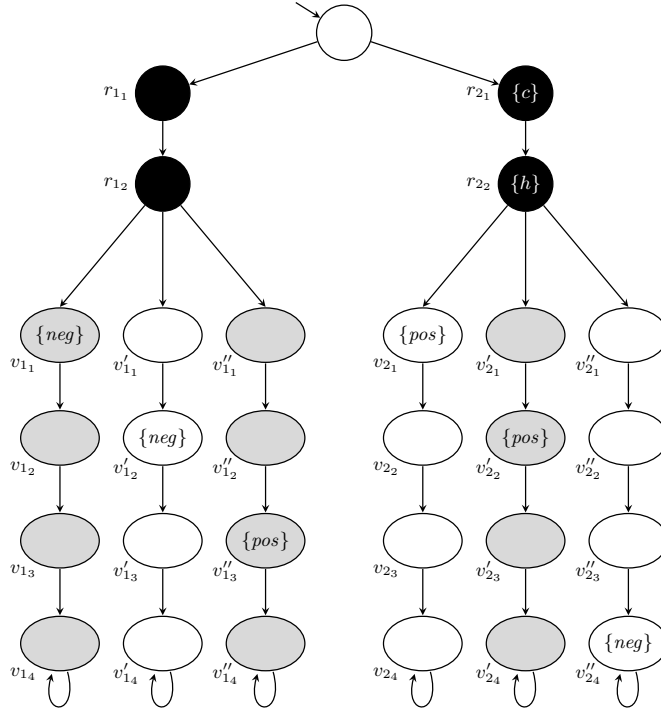 r₁₁ r₂₁ {c}
r₁₂ r₂₂ {h}
{neg} {pos}
v₁₁ v′₁₁ v″₁₁ v₂₁ v′₂₁ v″₂₁
{neg} {pos}
v₁₂ v′₁₂ v″₁₂ v₂₂ v′₂₂ v″₂₂
{pos}
v₁₃ v′₁₃ v″₁₃ v₂₃ v′₂₃ v″₂₃
{neg}
v₁₄ v′₁₄ v″₁₄ v₂₄ v′₂₄ v″₂₄